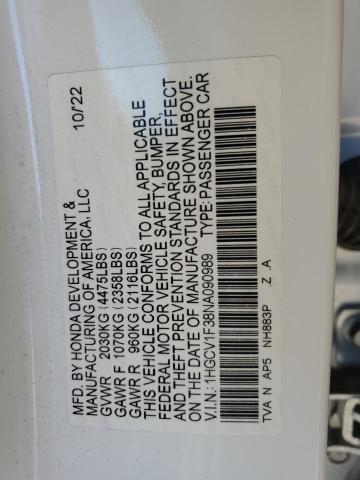 MFD. BY HONDA DEVELOPMENT & 10/22
MANUFACTURING OF AMERICA, LLC
GVWR 2030KG (4475LBS)
GAWR F 1070KG (2358LBS)
GAWR R 960KG (2116LBS)
THIS VEHICLE CONFORMS TO ALL APPLICABLE
FEDERAL MOTOR VEHICLE SAFETY, BUMPER,
AND THEFT PREVENTION STANDARDS IN EFFECT
ON THE DATE OF MANUFACTURE SHOWN ABOVE.
V.I.N.: 1HGCV1F38NA090989 TYPE: PASSENGER CAR
TVA N AP5 NH883P Z .A